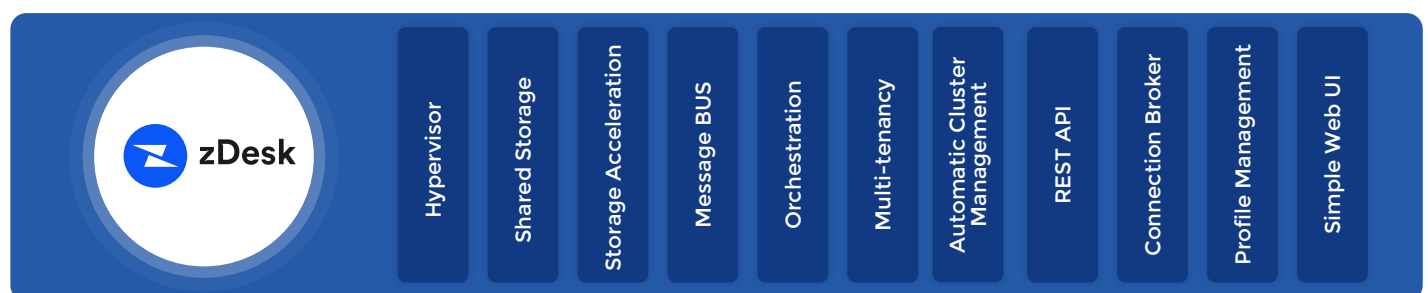 zDesk
Hypervisor
Shared Storage
Storage Acceleration
Message BUS
Orchestration
Multi-tenancy
Automatic Cluster
Management
REST API
Connection Broker
Profile Management
Simple Web UI